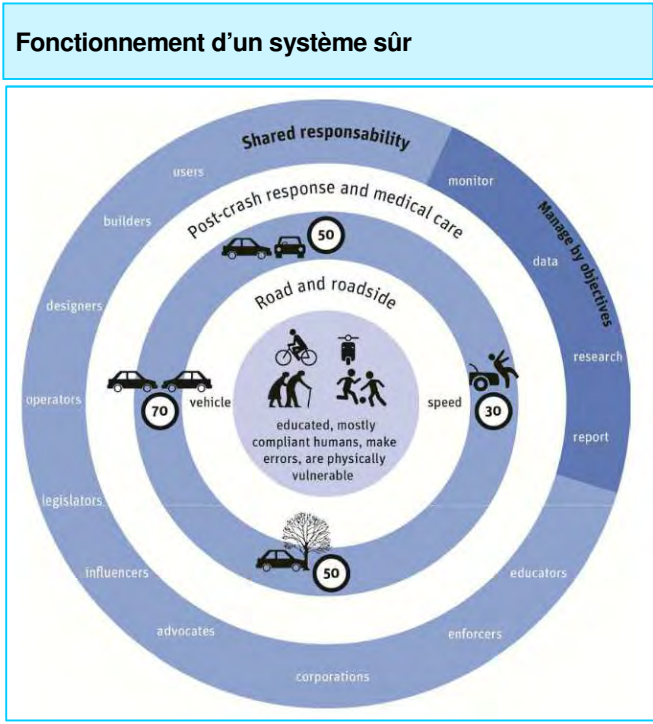 Fonctionnement d'un système sûr
Shared responsability
users
builders
designers
operators
legislators
influencers
advocates
corporations
enforcers
educators
Manage by objectives
monitor
data
research
report
Post-crash response and medical care
50
Road and roadside
70
vehicle
speed
30
educated, mostly
compliant humans, make
errors, are physically
vulnerable
50